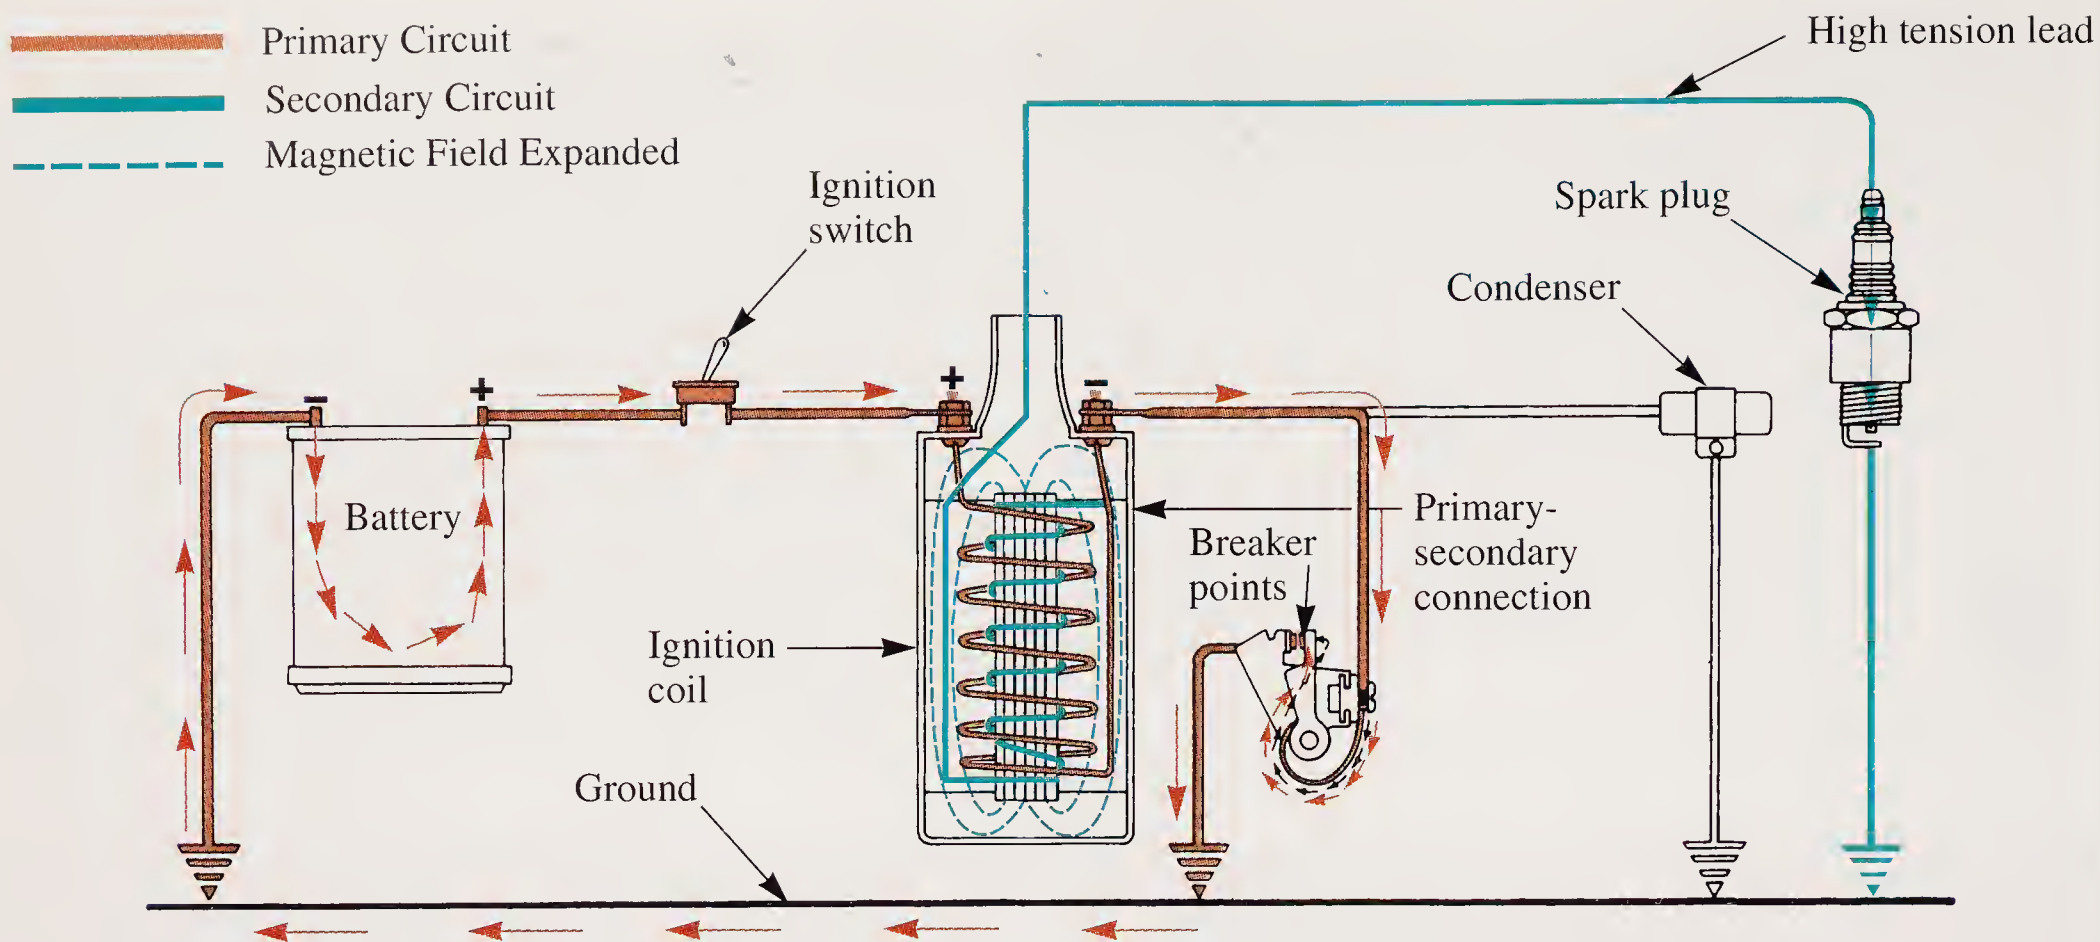 Primary Circuit
Secondary Circuit
Magnetic Field Expanded
High tension lead
Ignition
switch
Spark plug
Condenser
- +
+ -
Battery
Primary-
secondary
connection
Breaker
points
Ignition
coil
Ground